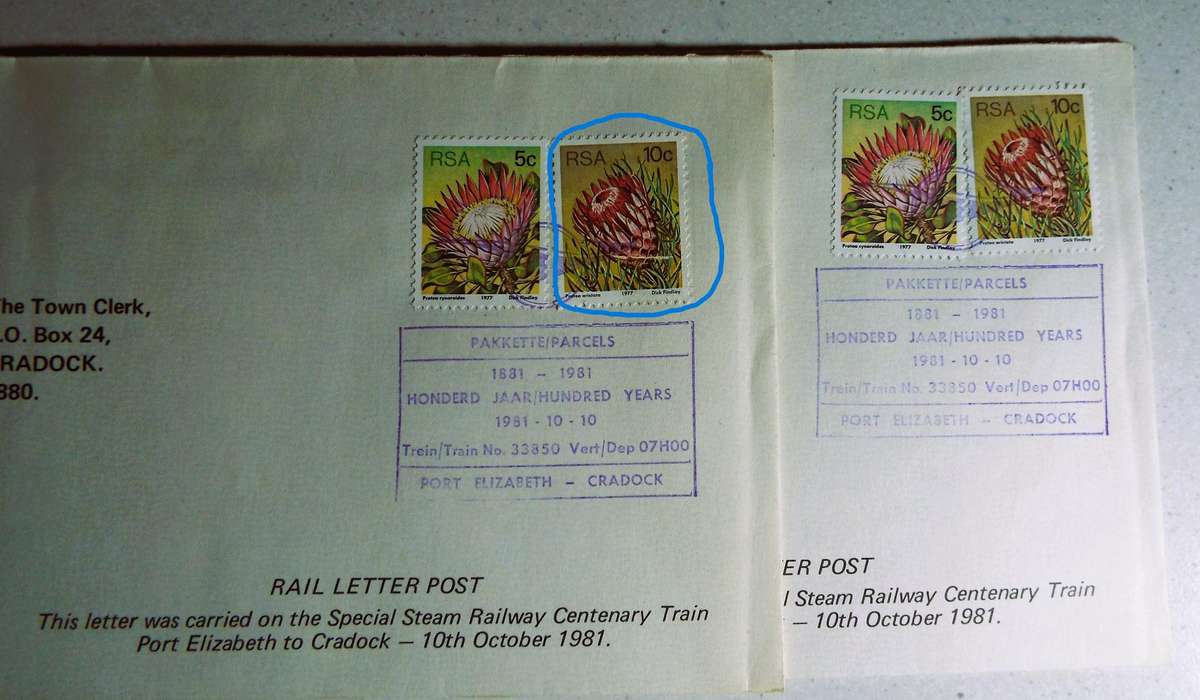 RSA 5c
Protea cynaroides 1977 Dick Findlay
RSA 10c
Protea aristata 1977 Dick Findlay
The Town Clerk,
.O. Box 24,
RADOCK.
880.
PAKKETTE/PARCELS
1881 – 1981
HONDERD JAAR/HUNDRED YEARS
1981 - 10 - 10
Trein/Train No. 33850 Vert/Dep 07H00
PORT ELIZABETH – CRADOCK
RAIL LETTER POST
This letter was carried on the Special Steam Railway Centenary Train
Port Elizabeth to Cradock – 10th October 1981.
RSA 5c
Protea cynaroides 1977 Dick Findlay
RSA 10c
Protea aristata 1977 Dick Findlay
PAKKETTE/PARCELS
1881 – 1981
HONDERD JAAR/HUNDRED YEARS
1981 - 10 - 10
Trein/Train No. 33850 Vert/Dep 07H00
PORT ELIZABETH – CRADOCK
ER POST
l Steam Railway Centenary Train
– 10th October 1981.